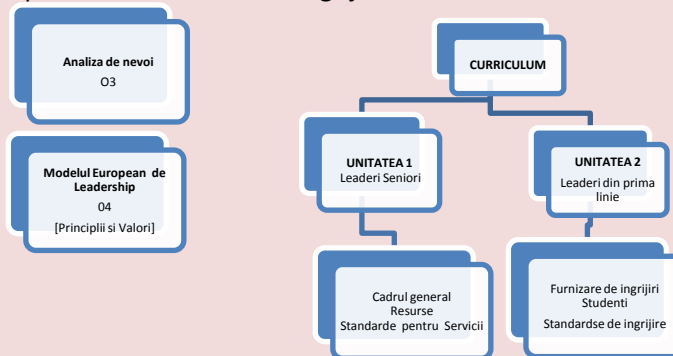 Analiza de nevoi
O3
Modelul European de
Leadership
04
[Principlii si Valori]
CURRICULUM
UNITATEA 1
Leaderi Seniori
UNITATEA 2
Leaderi din prima
linie
Cadrul general
Resurse
Standarde pentru Servicii
Furnizare de ingrijiri
Studenti
Standardse de ingrijire